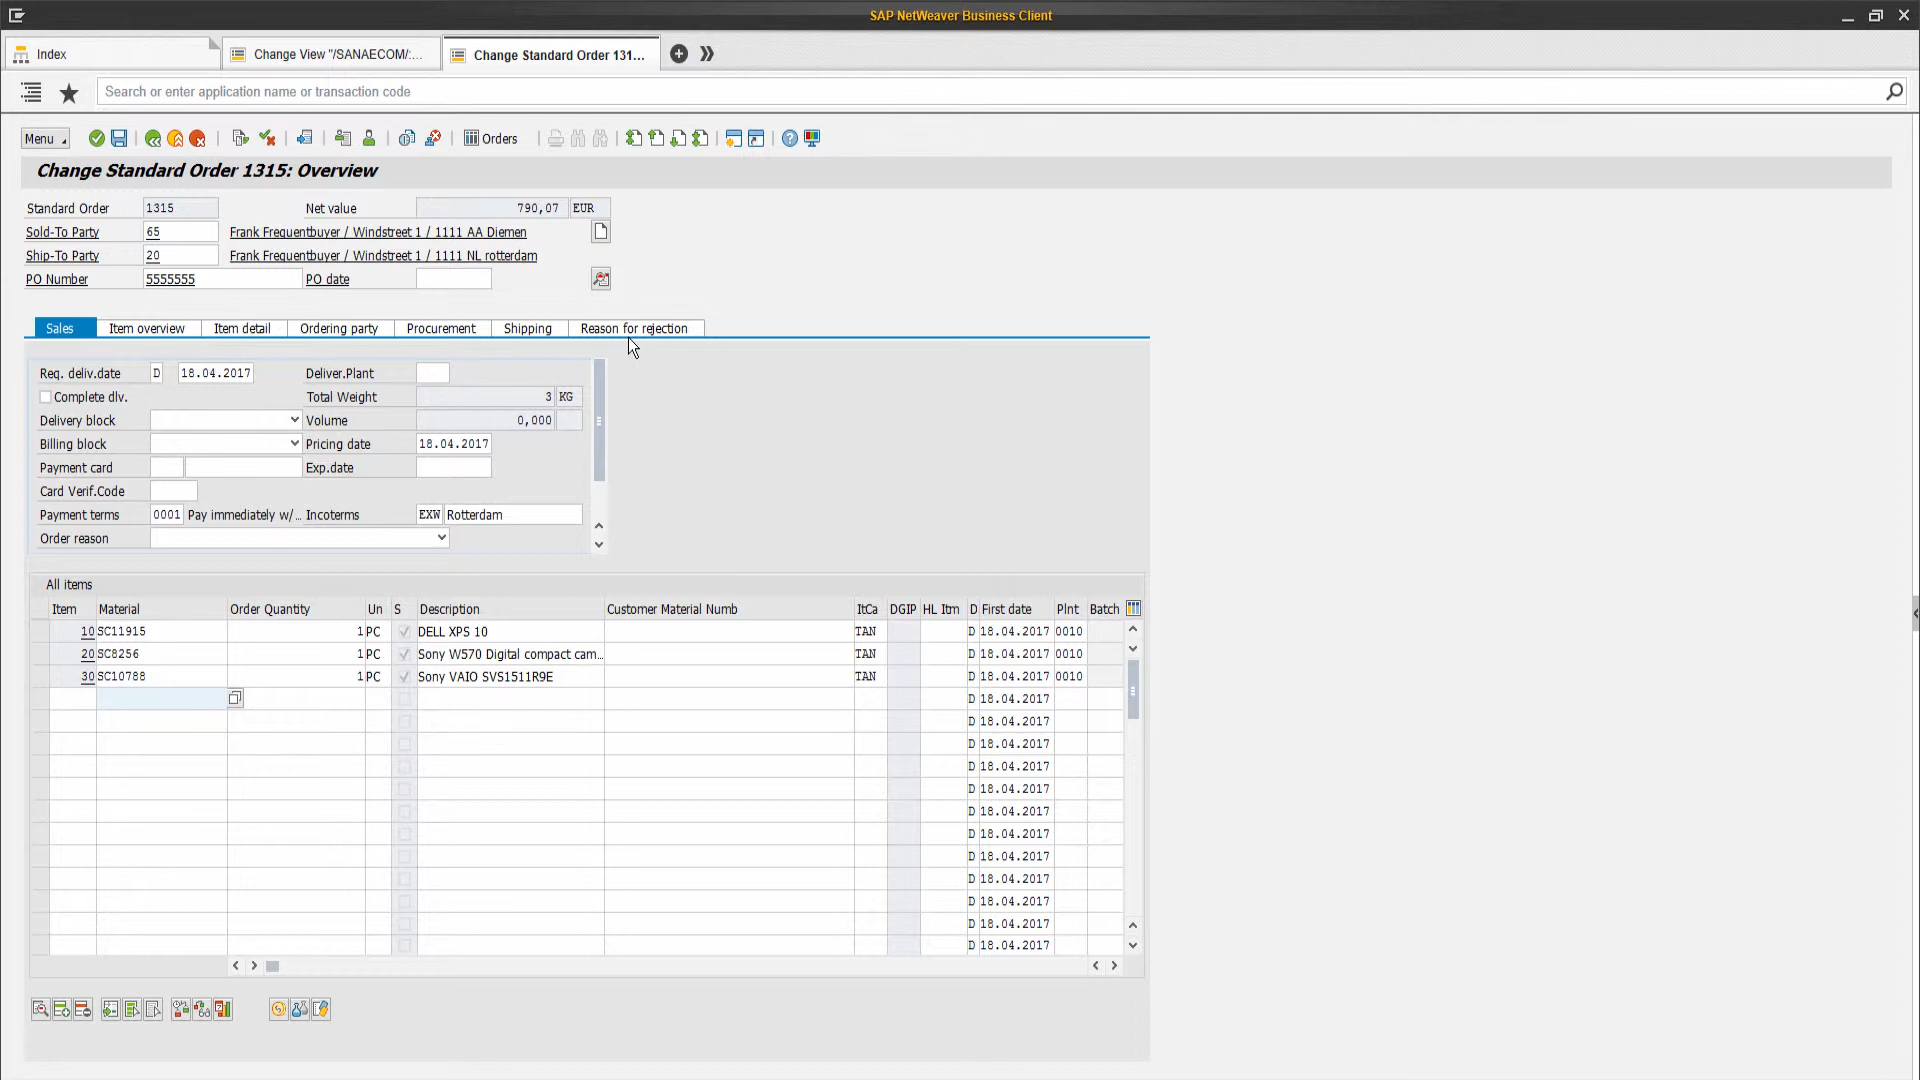 SAP NetWeaver Business Client
Index
Change View "/SANAECOM/:...
Change Standard Order 131...
Search or enter application name or transaction code
Menu
Orders
Change Standard Order 1315: Overview
Standard Order 1315 Net value 790,07 EUR
Sold-To Party 65 Frank Frequentbuyer / Windstreet 1 / 1111 AA Diemen
Ship-To Party 20 Frank Frequentbuyer / Windstreet 1 / 1111 NL rotterdam
PO Number 5555555 PO date
Sales Item overview Item detail Ordering party Procurement Shipping Reason for rejection
Req. deliv.date D 18.04.2017 Deliver.Plant
Complete dlv. Total Weight 3 KG
Delivery block Volume 0,000
Billing block Pricing date 18.04.2017
Payment card Exp.date
Card Verif.Code
Payment terms 0001 Pay immediately w/... Incoterms EXW Rotterdam
Order reason
All items
Item Material Order Quantity Un S Description Customer Material Numb ItCa DGIP HL Itm D First date Plnt Batch
10 SC11915 1 PC DELL XPS 10 TAN D 18.04.2017 0010
20 SC8256 1 PC Sony W570 Digital compact cam... TAN D 18.04.2017 0010
30 SC10788 1 PC Sony VAIO SVS1511R9E TAN D 18.04.2017 0010
D 18.04.2017
D 18.04.2017
D 18.04.2017
D 18.04.2017
D 18.04.2017
D 18.04.2017
D 18.04.2017
D 18.04.2017
D 18.04.2017
D 18.04.2017
D 18.04.2017
D 18.04.2017